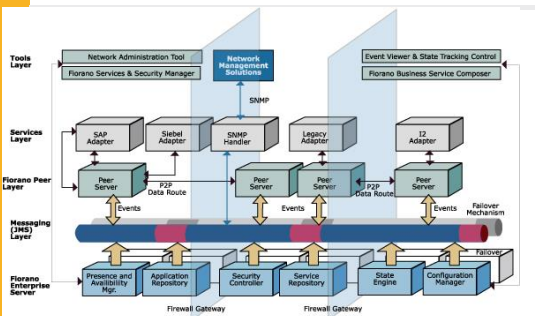 Tools
Layer
Network Administration Tool
Fiorano Services & Security Manager
Network
Management
Solutions
Event Viewer & State Tracking Control
Fiorano Business Service Composer
SNMP
Services
Layer
SAP
Adapter
Siebel
Adapter
SNMP
Handler
Legacy
Adapter
I2
Adapter
Fiorano Peer
Layer
Peer
Server
P2P
Data Route
Peer
Server
Peer
Server
P2P
Data Route
Peer
Server
Events
Events
Events
Failover
Mechanism
Messaging
(JMS)
Layer
Failover
Fiorano
Enterprise
Server
Presence and
Availibility
Mgr.
Application
Repository
Security
Controller
Service
Repository
State
Engine
Configuration
Manager
Firewall Gateway
Firewall Gateway